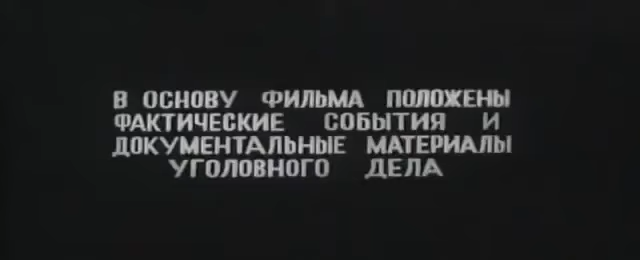 В ОСНОВУ ФИЛЬМА ПОЛОЖЕНЫ
ФАКТИЧЕСКИЕ СОБЫТИЯ И
ДОКУМЕНТАЛЬНЫЕ МАТЕРИАЛЫ
УГОЛОВНОГО ДЕЛА